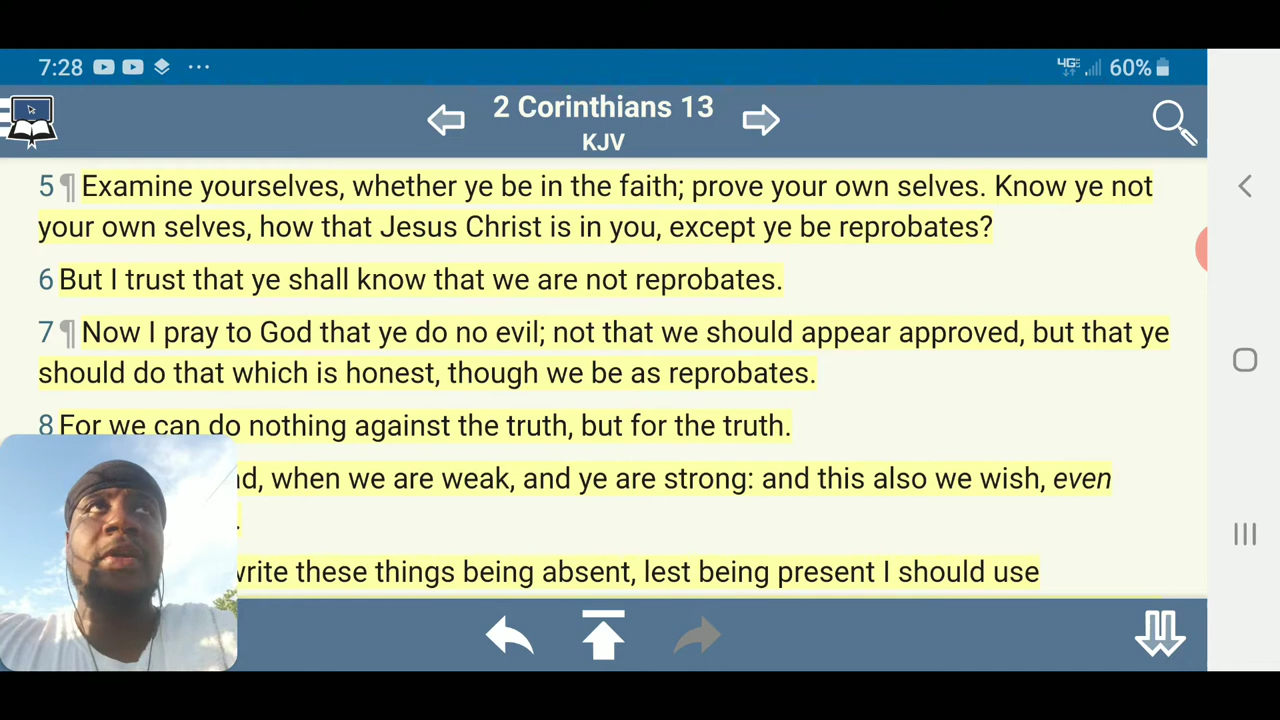 7:28 ... 4GE 60%
2 Corinthians 13
KJV
5 ¶ Examine yourselves, whether ye be in the faith; prove your own selves. Know ye not
your own selves, how that Jesus Christ is in you, except ye be reprobates?
6 But I trust that ye shall know that we are not reprobates.
7 ¶ Now I pray to God that ye do no evil; not that we should appear approved, but that ye
should do that which is honest, though we be as reprobates.
8 For we can do nothing against the truth, but for the truth.
d, when we are weak, and ye are strong: and this also we wish, even
.
write these things being absent, lest being present I should use